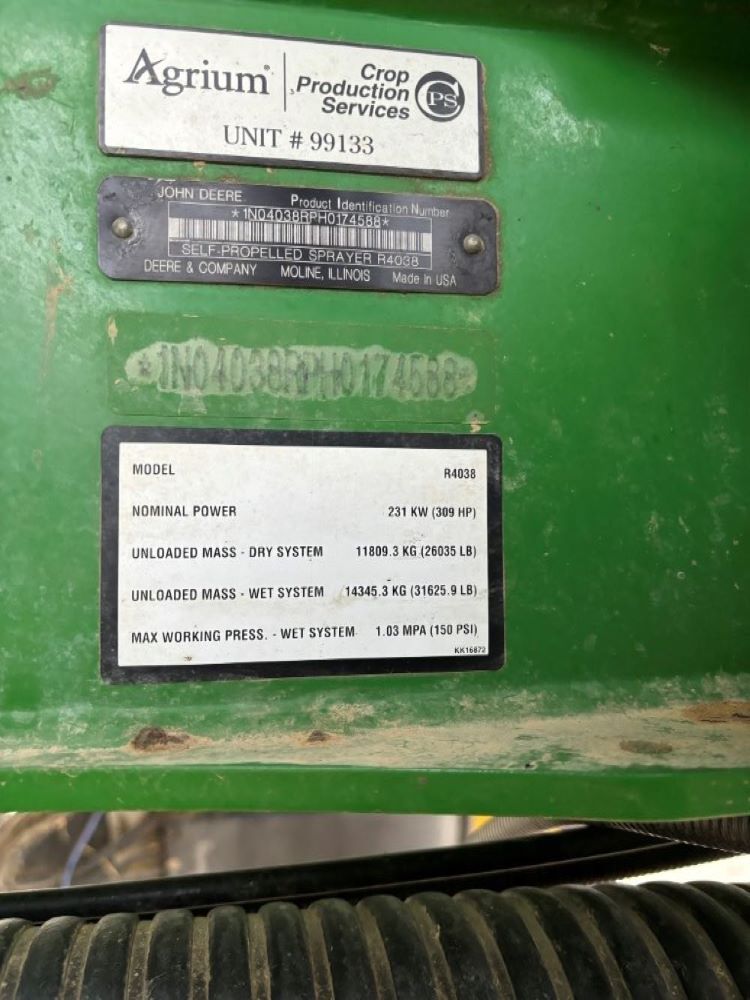 Agrium®
Crop
Production
Services
CPS
UNIT # 99133
JOHN DEERE
Product Identification Number
*1N04038RPH0174588*
SELF-PROPELLED SPRAYER R4038
DEERE & COMPANY MOLINE, ILLINOIS Made in USA
*1N04038RPH0174588*
MODEL R4038
NOMINAL POWER 231 KW (309 HP)
UNLOADED MASS - DRY SYSTEM 11809.3 KG (26035 LB)
UNLOADED MASS - WET SYSTEM 14345.3 KG (31625.9 LB)
MAX WORKING PRESS. - WET SYSTEM 1.03 MPA (150 PSI)
KK16872